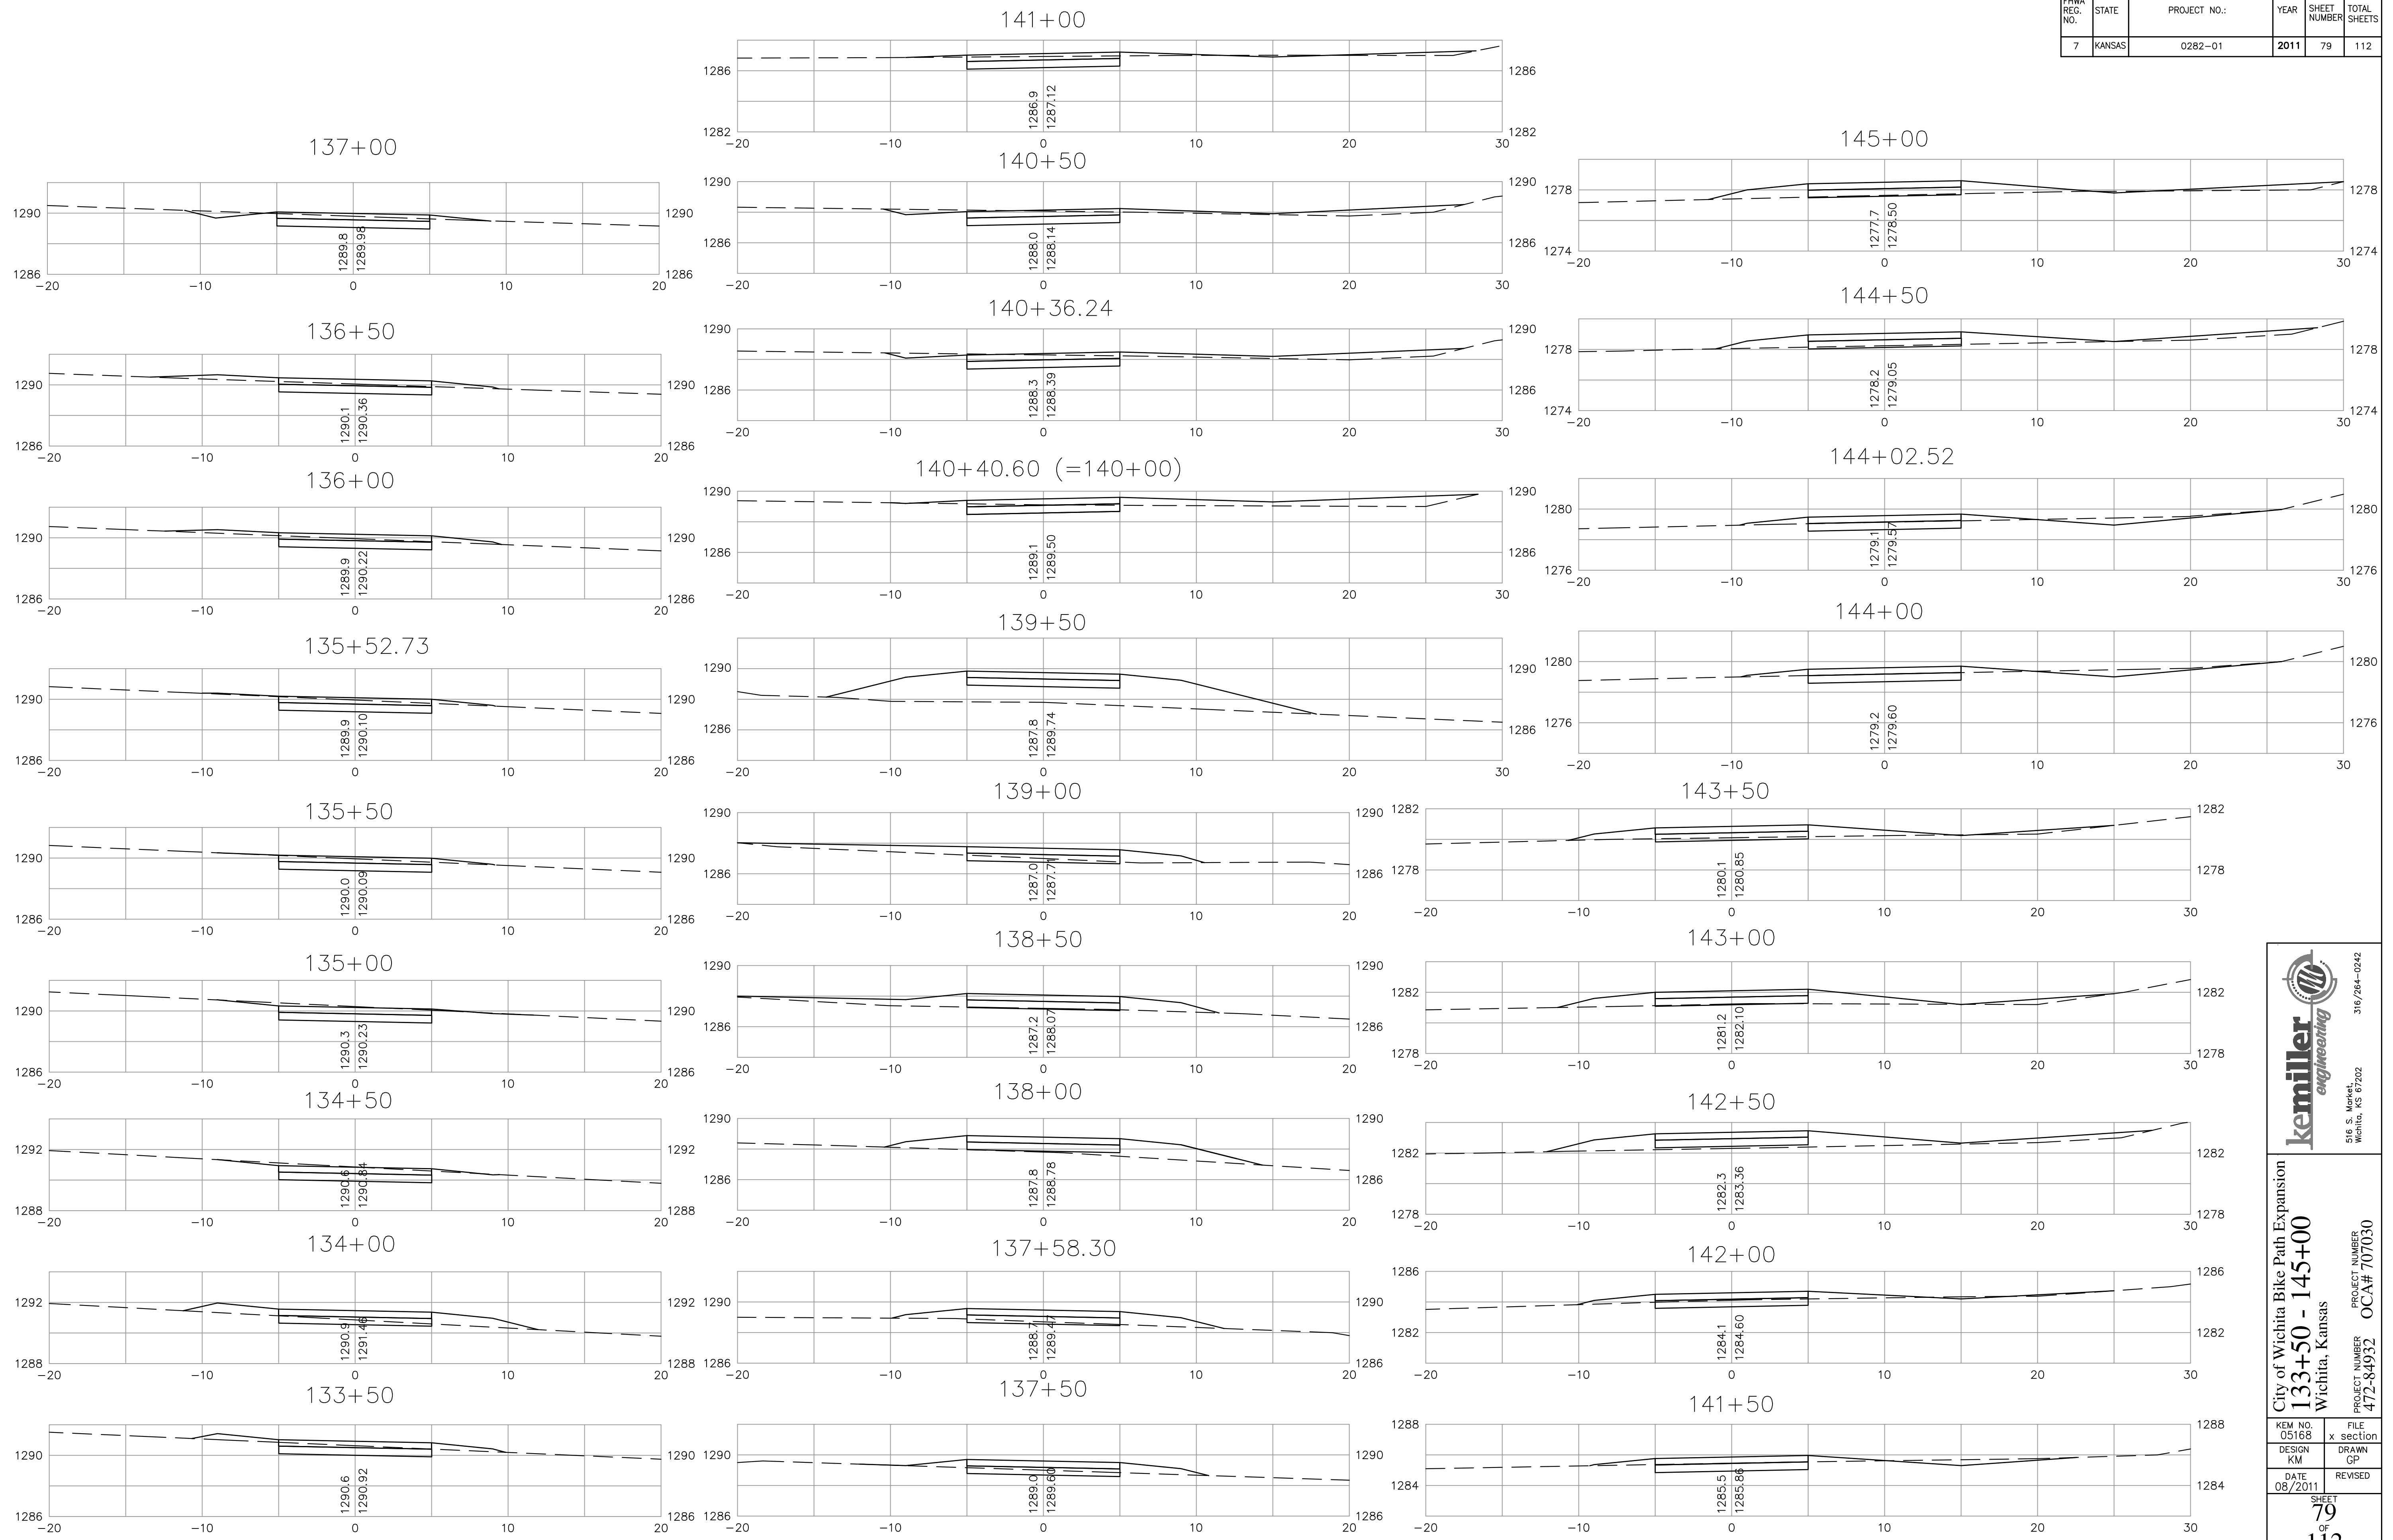 FHWA REG. NO. STATE PROJECT NO.: YEAR SHEET NUMBER TOTAL SHEETS
7 KANSAS 0282-01 2011 79 112
137+00
1290 1290
1286 1286
1289.8 1289.98
-20 -10 0 10 20
136+50
1290 1290
1286 1286
1290.1 1290.36
-20 -10 0 10 20
136+00
1290 1290
1286 1286
1289.9 1290.22
-20 -10 0 10 20
135+52.73
1290 1290
1286 1286
1289.9 1290.10
-20 -10 0 10 20
135+50
1290 1290
1286 1286
1290.0 1290.09
-20 -10 0 10 20
135+00
1290 1290
1286 1286
1290.3 1290.23
-20 -10 0 10 20
134+50
1292 1292
1288 1288
1290.6 1290.84
-20 -10 0 10 20
134+00
1292 1292
1288 1288
1290.9 1291.46
-20 -10 0 10 20
133+50
1290 1290
1286 1286
1290.6 1290.92
-20 -10 0 10 20
141+00
1286 1286
1282 1282
1286.9 1287.12
-20 -10 0 10 20 30
140+50
1290 1290
1286 1286
1288.0 1288.14
-20 -10 0 10 20 30
140+36.24
1290 1290
1286 1286
1288.3 1288.39
-20 -10 0 10 20 30
140+40.60 (=140+00)
1290 1290
1286 1286
1289.1 1289.50
-20 -10 0 10 20 30
139+50
1290 1290
1286 1286
1287.8 1289.74
-20 -10 0 10 20 30
139+00
1290 1290
1286 1286
1287.0
-20 -10 0 10 20
138+50
1290 1290
1286 1286
1287.2 1288.07
-20 -10 0 10 20
138+00
1290 1290
1286 1286
1287.8 1288.78
-20 -10 0 10 20
137+58.30
1290 1290
1286 1286
1288.7 1289.47
-20 -10 0 10 20
137+50
1290 1290
1286 1286
1289.0 1289.60
-20 -10 0 10 20
145+00
1278 1278
1274 1274
1277.7 1278.50
-20 -10 0 10 20 30
144+50
1278 1278
1274 1274
1278.2 1279.05
-20 -10 0 10 20 30
144+02.52
1280 1280
1276 1276
1279.1 1279.57
-20 -10 0 10 20 30
144+00
1280 1280
1276 1276
1279.2 1279.60
-20 -10 0 10 20 30
143+50
1282 1282
1278 1278
1280.1 1280.85
-20 -10 0 10 20 30
143+00
1282 1282
1278 1278
1281.2 1282.10
-20 -10 0 10 20 30
142+50
1282 1282
1278 1278
1282.3 1283.36
-20 -10 0 10 20 30
142+00
1286 1286
1282 1282
1284.1 1284.60
-20 -10 0 10 20 30
141+50
1288 1288
1284 1284
1285.5 1285.86
-20 -10 0 10 20 30
kemiller
engineering
516 S. Market,
Wichita, KS 67202
316/264-0242
City of Wichita Bike Path Expansion
133+50 - 145+00
Wichita, Kansas
PROJECT NUMBER PROJECT NUMBER
472-84932 OCA# 707030
KEM NO. FILE
05168 x section
DESIGN DRAWN
KM GP
DATE REVISED
08/2011
SHEET
79
OF
112